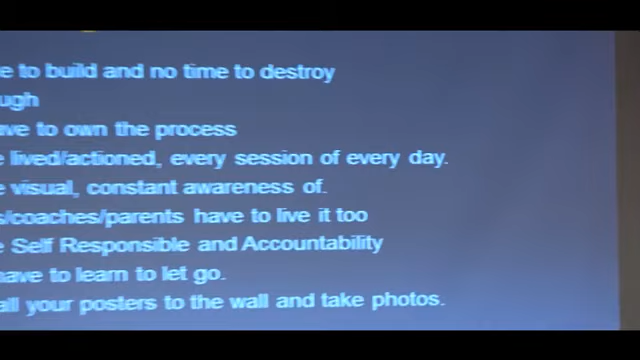 to build and no time to destroy
to own the process
lived/actioned, every session of every day.
visual, constant awareness of.
/coaches/parents have to live it too
Self Responsible and Accountability
have to learn to let go.
all your posters to the wall and take photos.